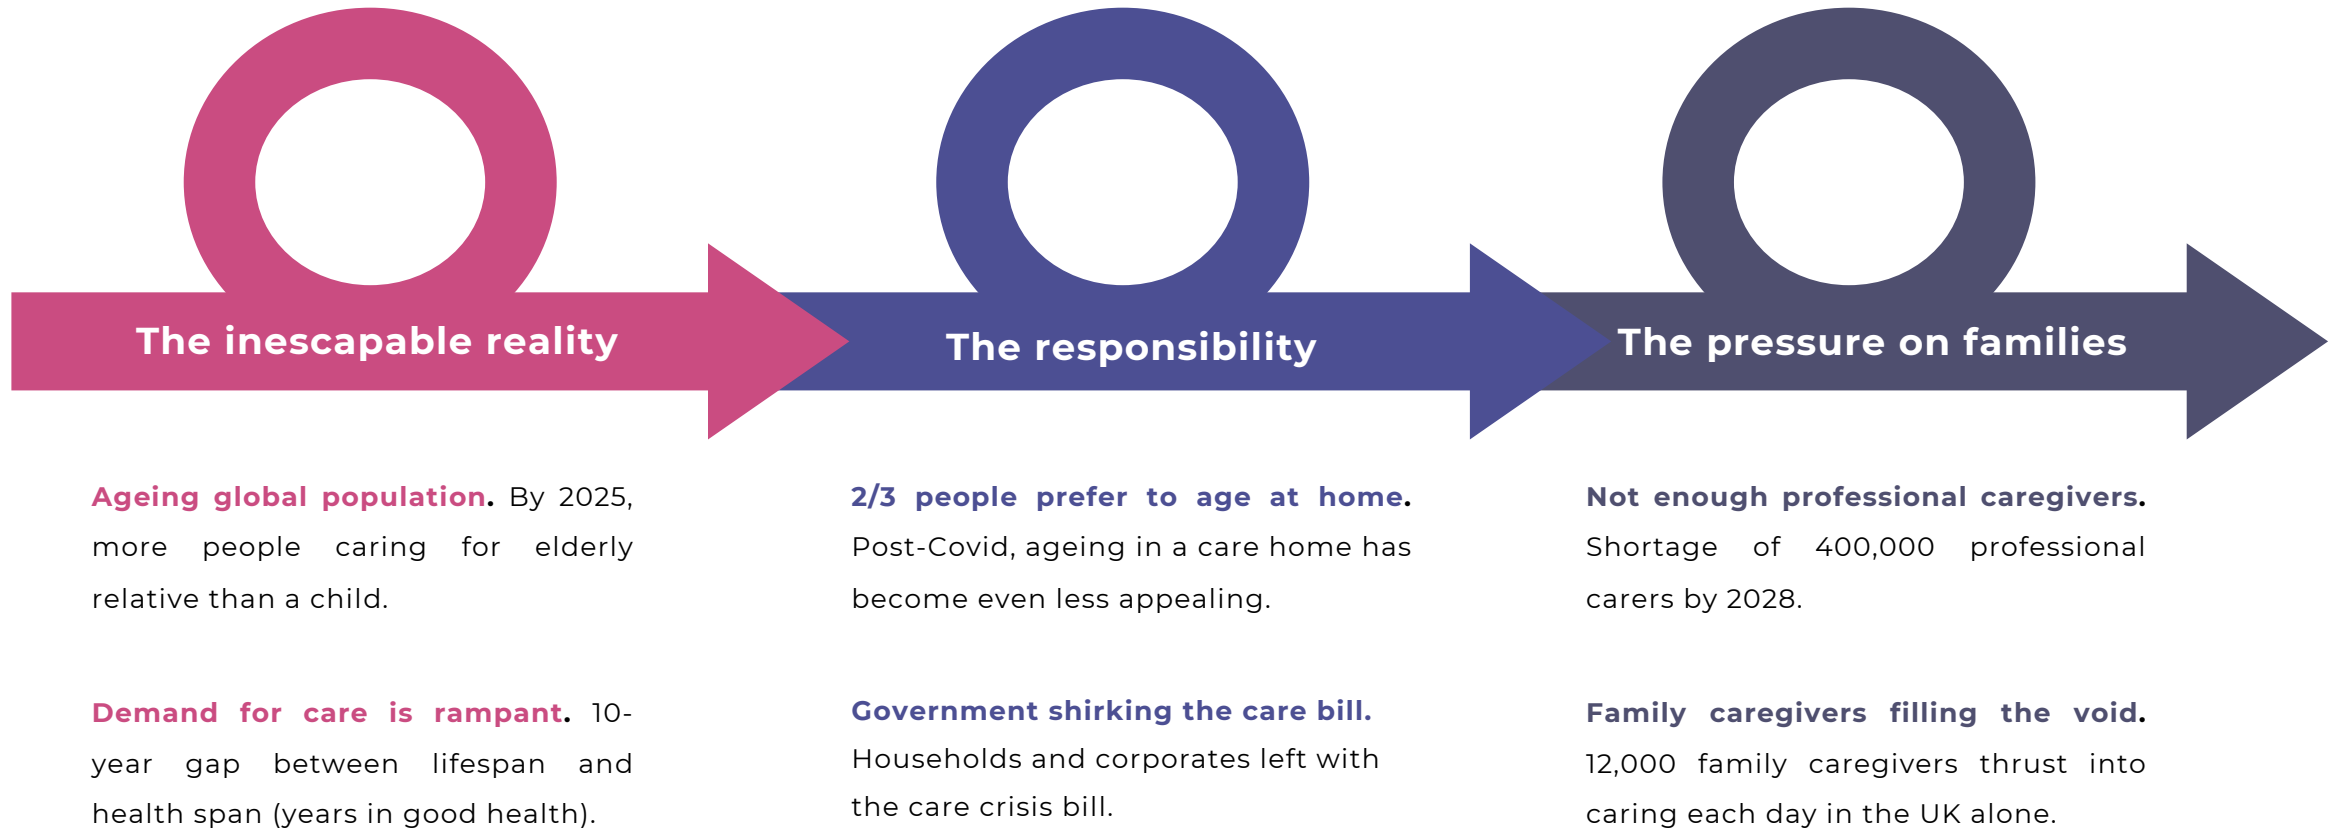 The inescapable reality
The responsibility
The pressure on families
Ageing global population. By 2025,
more people caring for elderly
relative than a child.
Demand for care is rampant. 10-
year gap between lifespan and
health span (years in good health).
2/3 people prefer to age at home.
Post-Covid, ageing in a care home has
become even less appealing.
Government shirking the care bill.
Households and corporates left with
the care crisis bill.
Not enough professional caregivers.
Shortage of 400,000 professional
carers by 2028.
Family caregivers filling the void.
12,000 family caregivers thrust into
caring each day in the UK alone.